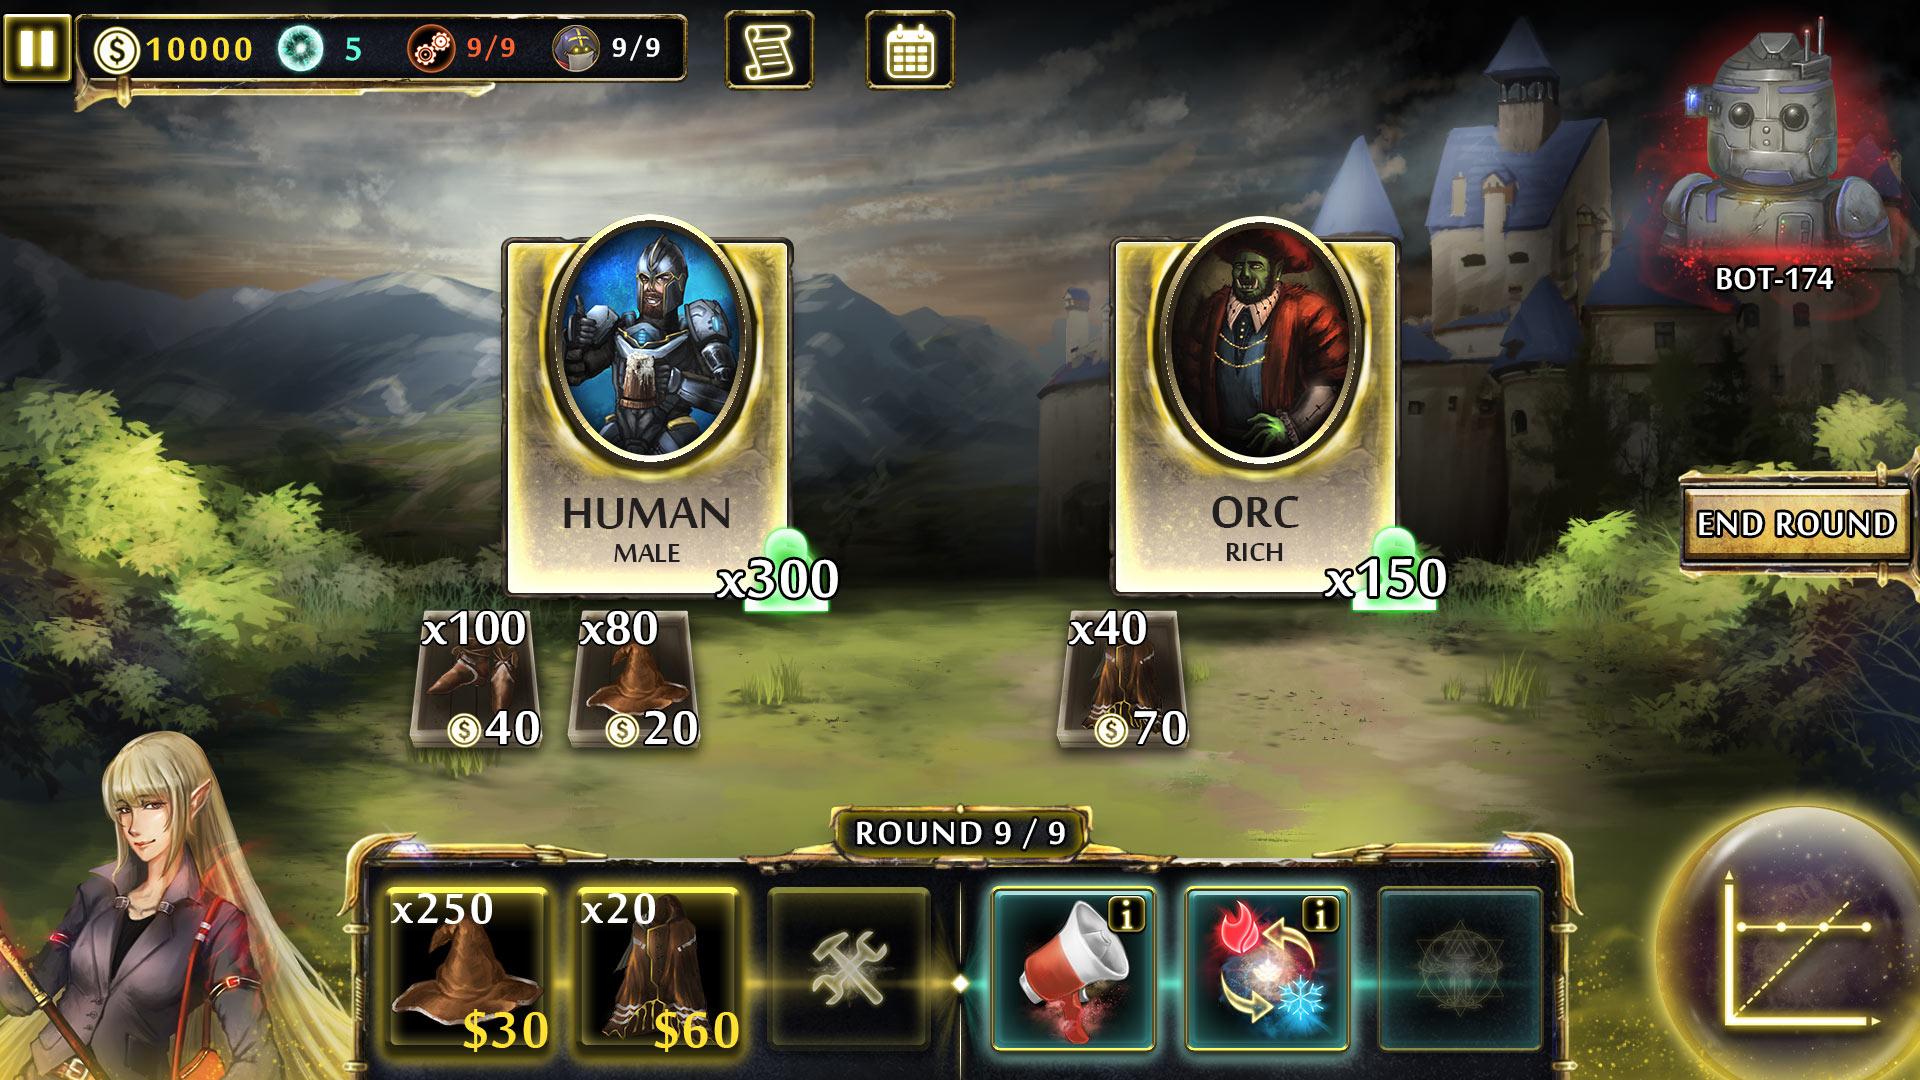 $ 10000 5 9/9 9/9
BOT-174
HUMAN
MALE
x300
ORC
RICH
x150
END ROUND
x100
$ 40
x80
$ 20
x40
$ 70
ROUND 9 / 9
x250
$30
x20
$60
i
i